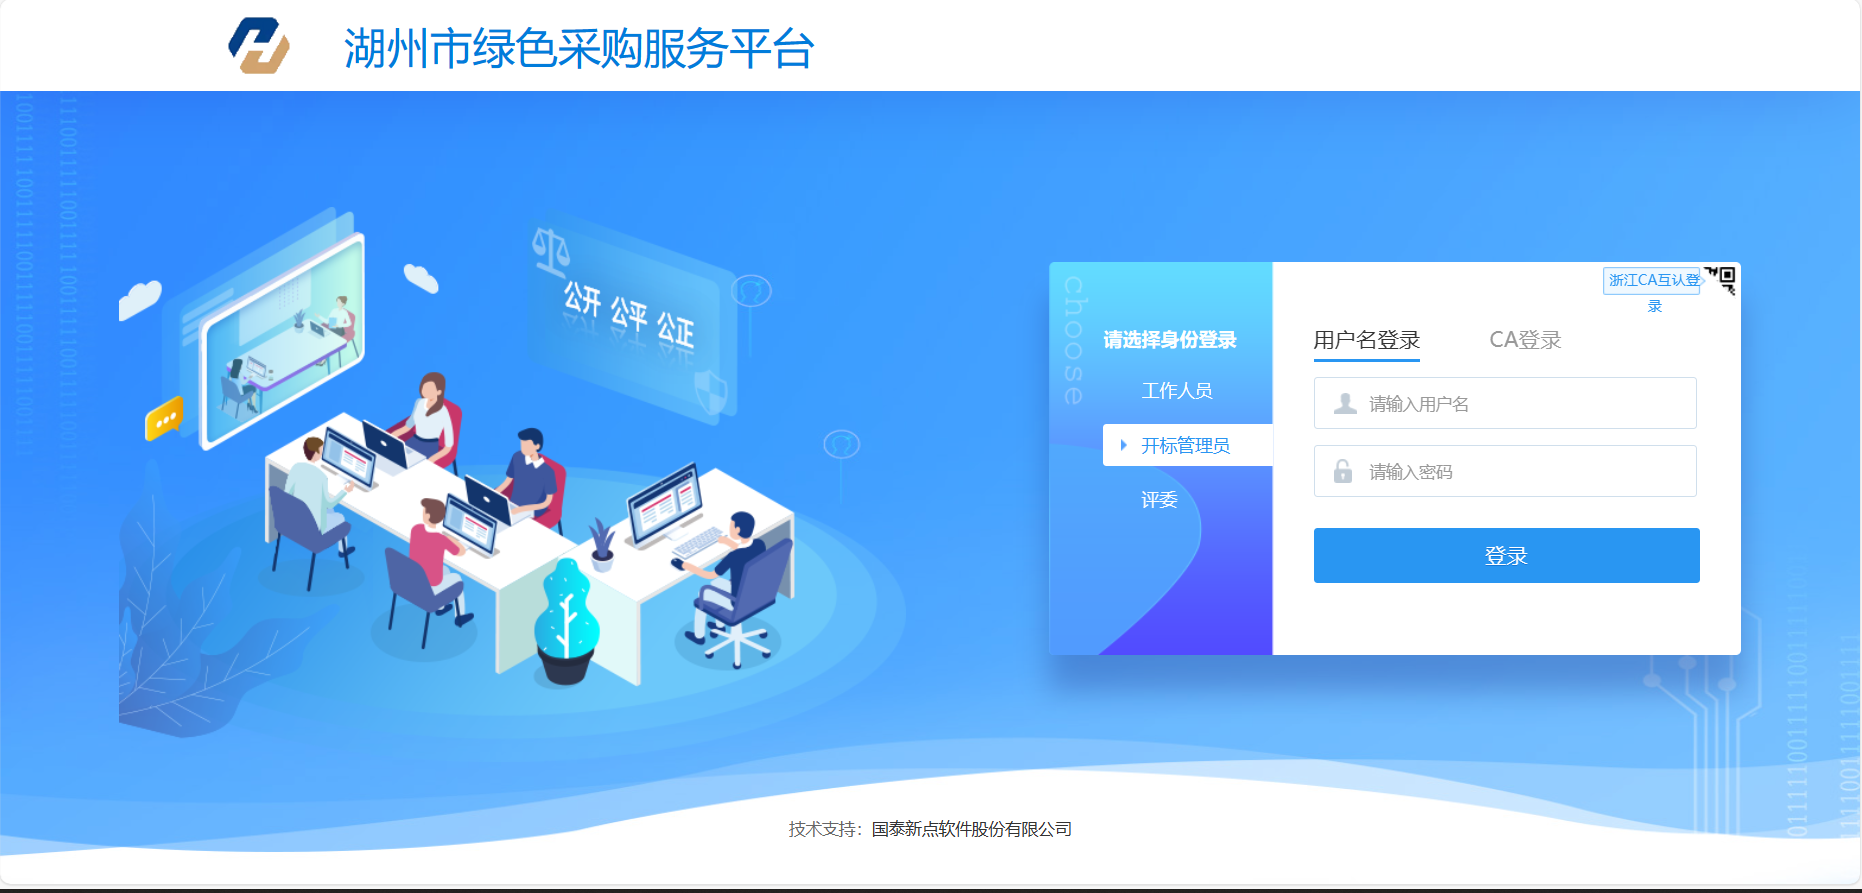 湖州市绿色采购服务平台
公开 公平 公正
choose
请选择身份登录
工作人员
开标管理员
评委
浙江CA互认登
录
用户名登录
CA登录
请输入用户名
请输入密码
登录
技术支持：国泰新点软件股份有限公司